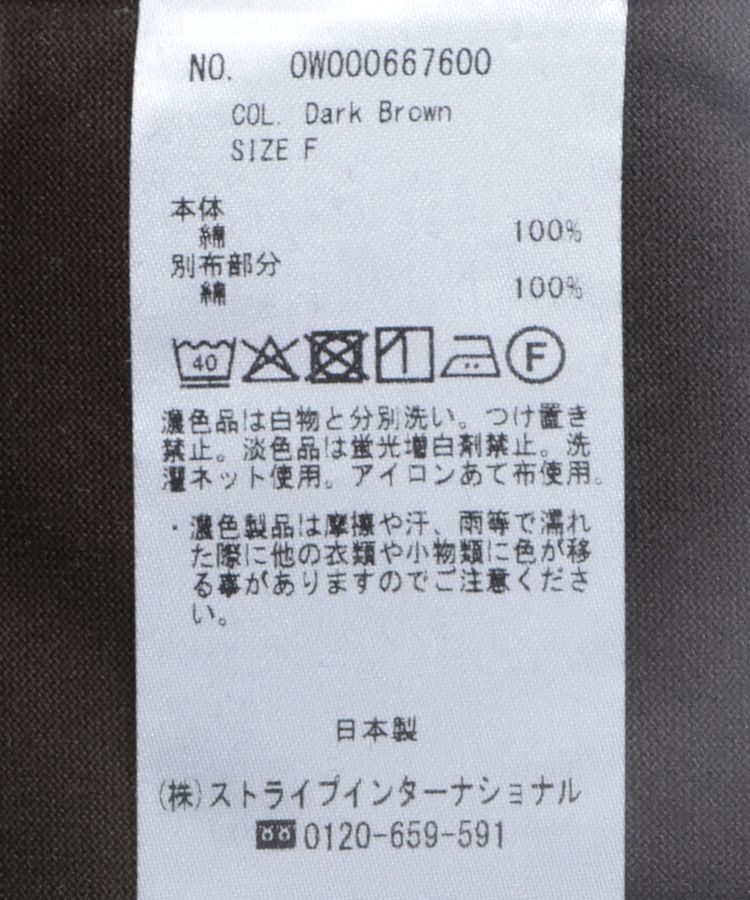 NO. OW000667600
COL. Dark Brown
SIZE F
本体
綿 100%
別布部分
綿 100%
40 F
濃色品は白物と分別洗い。つけ置き
禁止。淡色品は蛍光増白剤禁止。洗
濯ネット使用。アイロンあて布使用。
・濃色製品は摩擦や汗、雨等で濡れ
た際に他の衣類や小物類に色が移
る事がありますのでご注意くださ
い。
日本製
(株)ストライプインターナショナル
0120-659-591